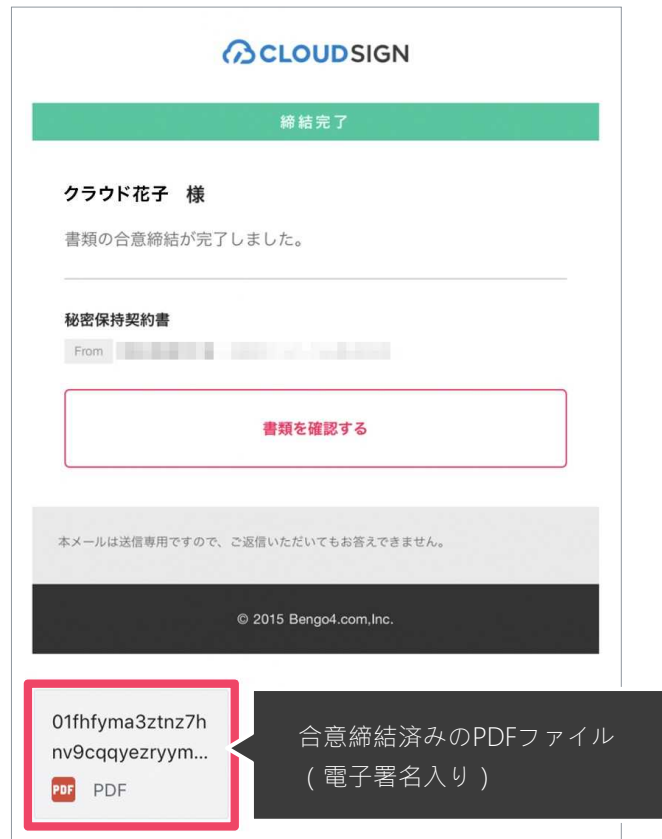 CLOUDSIGN
締結完了
クラウド花子 様
書類の合意締結が完了しました。
秘密保持契約書
From
書類を確認する
本メールは送信専用ですので、ご返信いただいてもお答えできません。
© 2015 Bengo4.com,Inc.
01fhfyma3ztnz7h
nv9cqqyezryym...
PDF PDF
合意締結済みのPDFファイル
(電子署名入り)